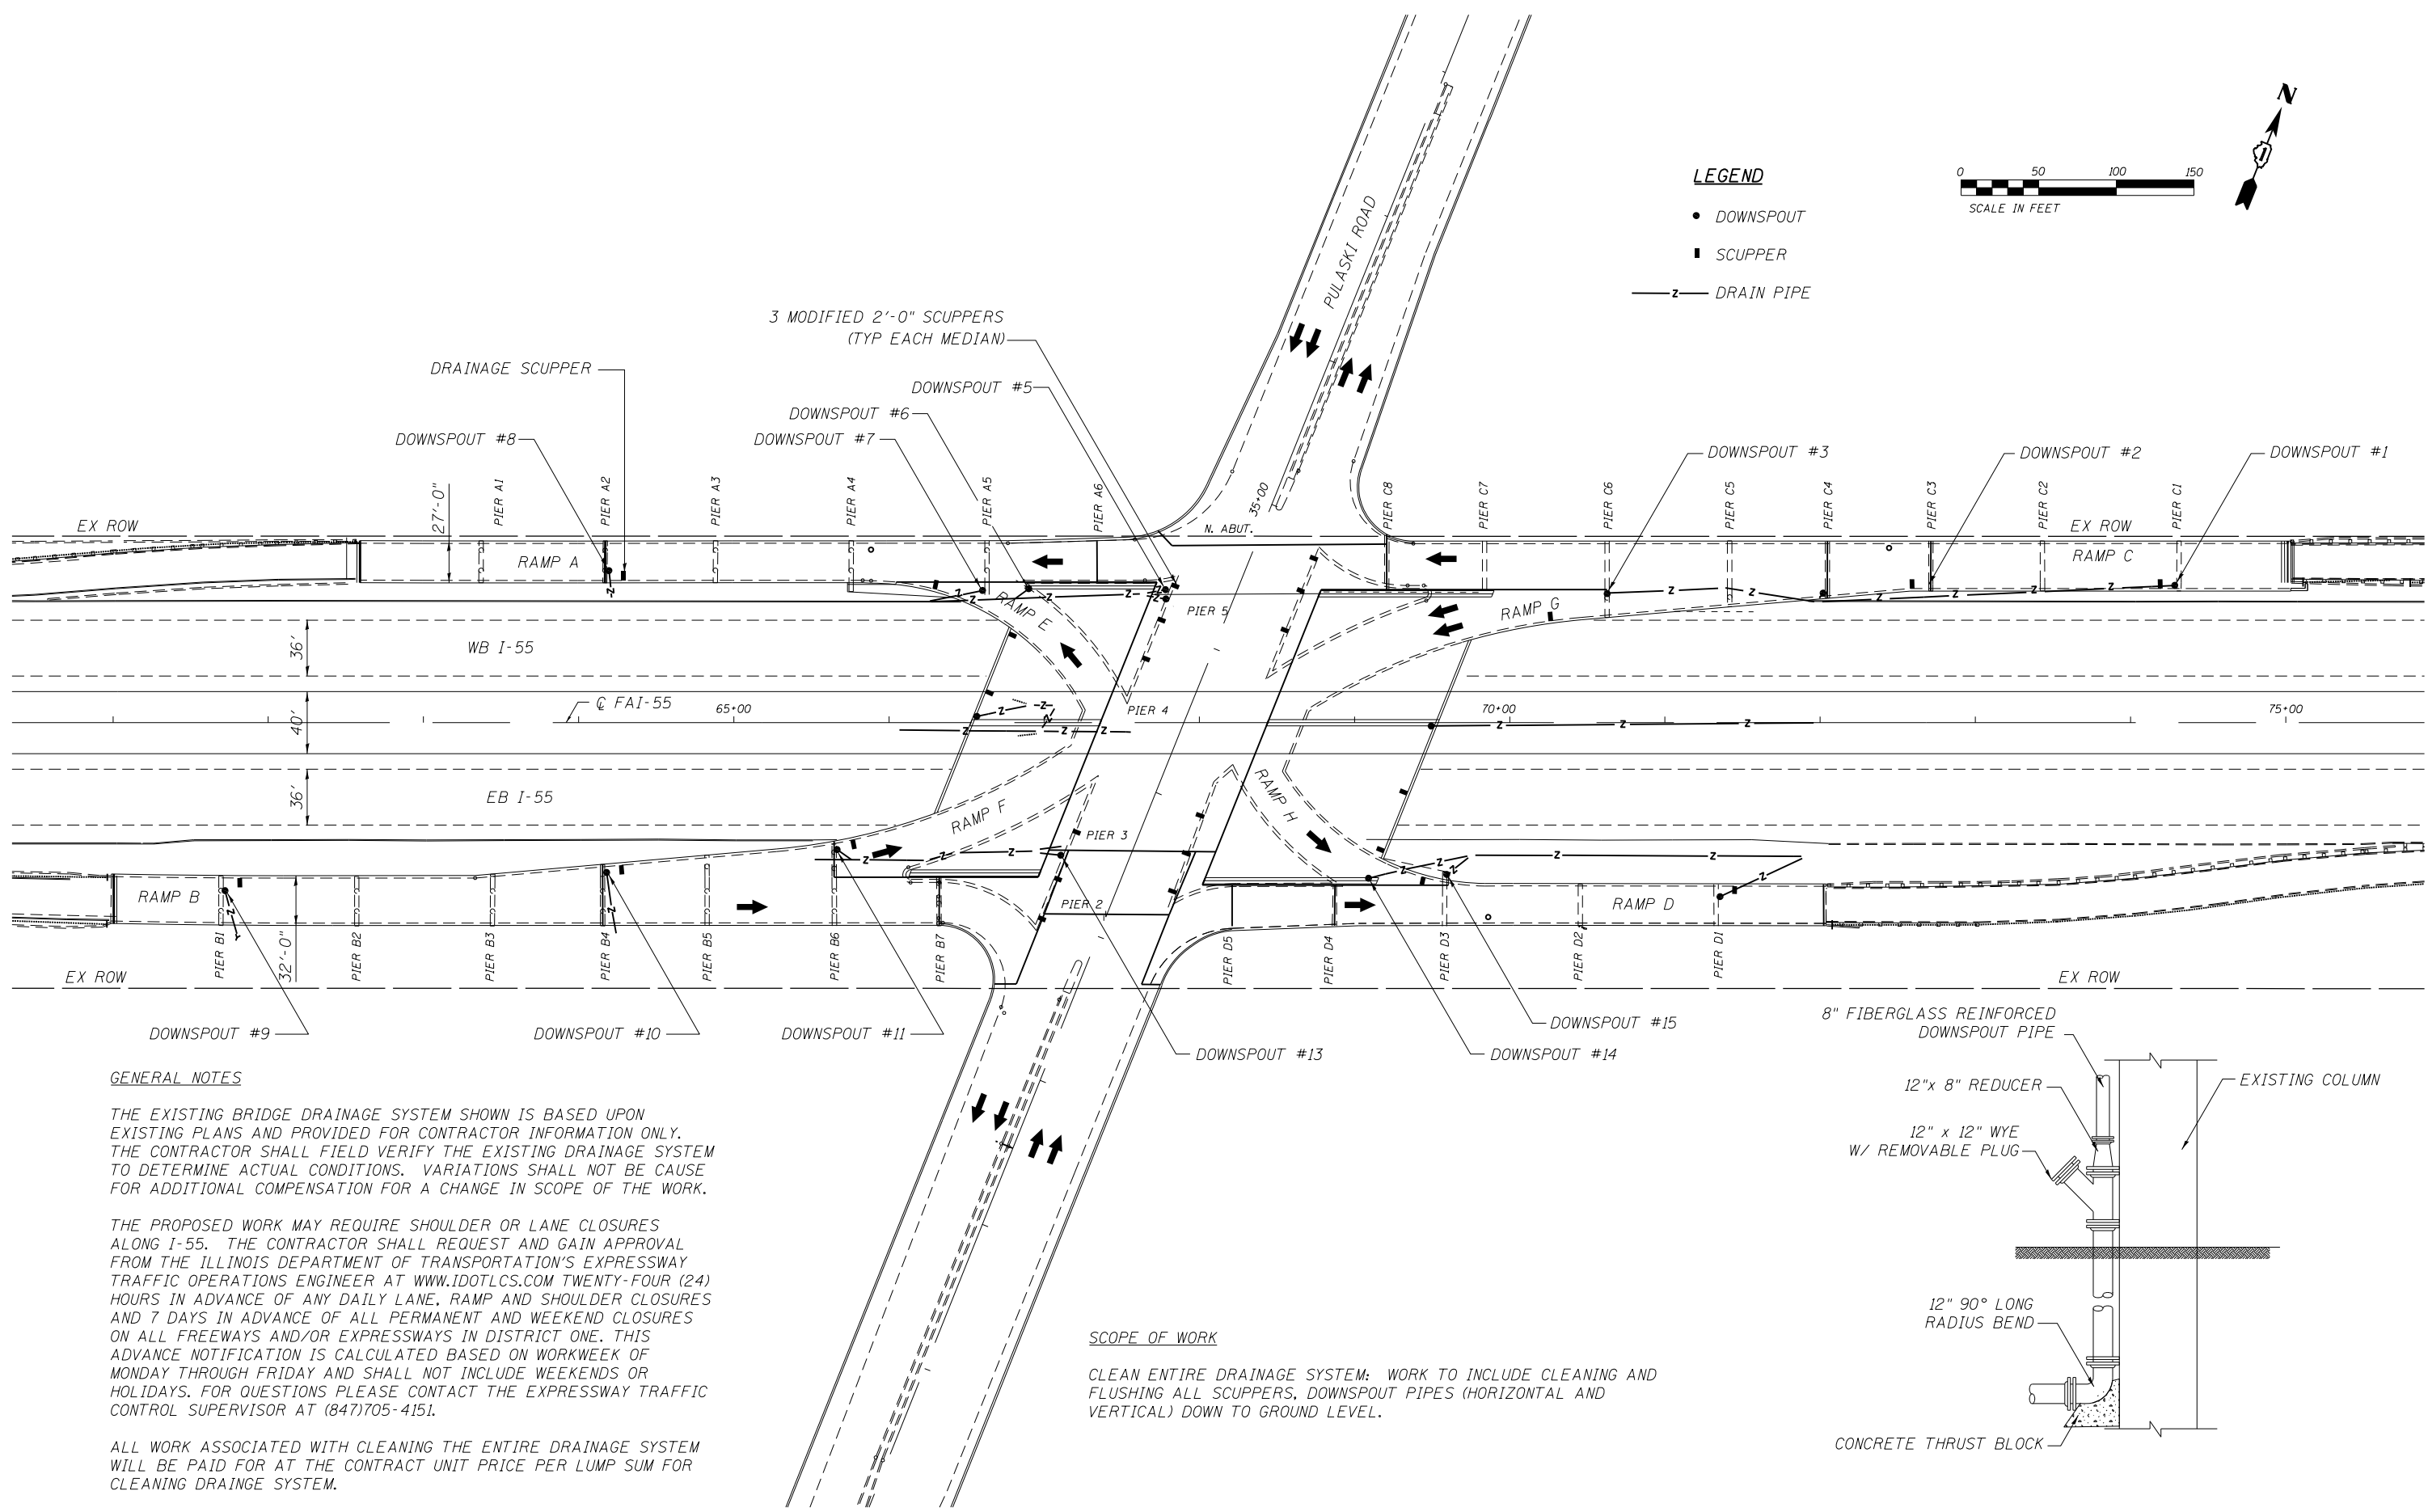 N
LEGEND
DOWNSPOUT
SCUPPER
z DRAIN PIPE
0 50 100 150
SCALE IN FEET
PULASKI ROAD
3 MODIFIED 2'-0" SCUPPERS
(TYP EACH MEDIAN)
DRAINAGE SCUPPER
DOWNSPOUT #5
DOWNSPOUT #6
DOWNSPOUT #8
DOWNSPOUT #7
DOWNSPOUT #3
DOWNSPOUT #2
DOWNSPOUT #1
EX ROW
27'-0"
PIER A1
PIER A2
PIER A3
PIER A4
PIER A5
PIER A6
N. ABUT.
35+00
PIER C8
PIER C7
PIER C6
PIER C5
PIER C4
PIER C3
PIER C2
PIER C1
EX ROW
RAMP A
RAMP C
RAMP E
PIER 5
RAMP G
36'
WB I-55
40'
℄ FAI-55
65+00
PIER 4
70+00
75+00
36'
EB I-55
RAMP F
RAMP H
PIER 3
RAMP B
PIER 2
RAMP D
PIER B1
PIER B2
32'-0"
PIER B3
PIER B4
PIER B5
PIER B6
PIER B7
PIER D5
PIER D4
PIER D3
PIER D2
PIER D1
EX ROW
EX ROW
DOWNSPOUT #9
DOWNSPOUT #10
DOWNSPOUT #11
DOWNSPOUT #13
DOWNSPOUT #14
DOWNSPOUT #15
8" FIBERGLASS REINFORCED
DOWNSPOUT PIPE
12"x 8" REDUCER
EXISTING COLUMN
12" x 12" WYE
W/ REMOVABLE PLUG
12" 90° LONG
RADIUS BEND
CONCRETE THRUST BLOCK
GENERAL NOTES
THE EXISTING BRIDGE DRAINAGE SYSTEM SHOWN IS BASED UPON
EXISTING PLANS AND PROVIDED FOR CONTRACTOR INFORMATION ONLY.
THE CONTRACTOR SHALL FIELD VERIFY THE EXISTING DRAINAGE SYSTEM
TO DETERMINE ACTUAL CONDITIONS. VARIATIONS SHALL NOT BE CAUSE
FOR ADDITIONAL COMPENSATION FOR A CHANGE IN SCOPE OF THE WORK.
THE PROPOSED WORK MAY REQUIRE SHOULDER OR LANE CLOSURES
ALONG I-55. THE CONTRACTOR SHALL REQUEST AND GAIN APPROVAL
FROM THE ILLINOIS DEPARTMENT OF TRANSPORTATION'S EXPRESSWAY
TRAFFIC OPERATIONS ENGINEER AT WWW.IDOTLCS.COM TWENTY-FOUR (24)
HOURS IN ADVANCE OF ANY DAILY LANE, RAMP AND SHOULDER CLOSURES
AND 7 DAYS IN ADVANCE OF ALL PERMANENT AND WEEKEND CLOSURES
ON ALL FREEWAYS AND/OR EXPRESSWAYS IN DISTRICT ONE. THIS
ADVANCE NOTIFICATION IS CALCULATED BASED ON WORKWEEK OF
MONDAY THROUGH FRIDAY AND SHALL NOT INCLUDE WEEKENDS OR
HOLIDAYS. FOR QUESTIONS PLEASE CONTACT THE EXPRESSWAY TRAFFIC
CONTROL SUPERVISOR AT (847)705-4151.
ALL WORK ASSOCIATED WITH CLEANING THE ENTIRE DRAINAGE SYSTEM
WILL BE PAID FOR AT THE CONTRACT UNIT PRICE PER LUMP SUM FOR
CLEANING DRAINGE SYSTEM.
SCOPE OF WORK
CLEAN ENTIRE DRAINAGE SYSTEM: WORK TO INCLUDE CLEANING AND
FLUSHING ALL SCUPPERS, DOWNSPOUT PIPES (HORIZONTAL AND
VERTICAL) DOWN TO GROUND LEVEL.